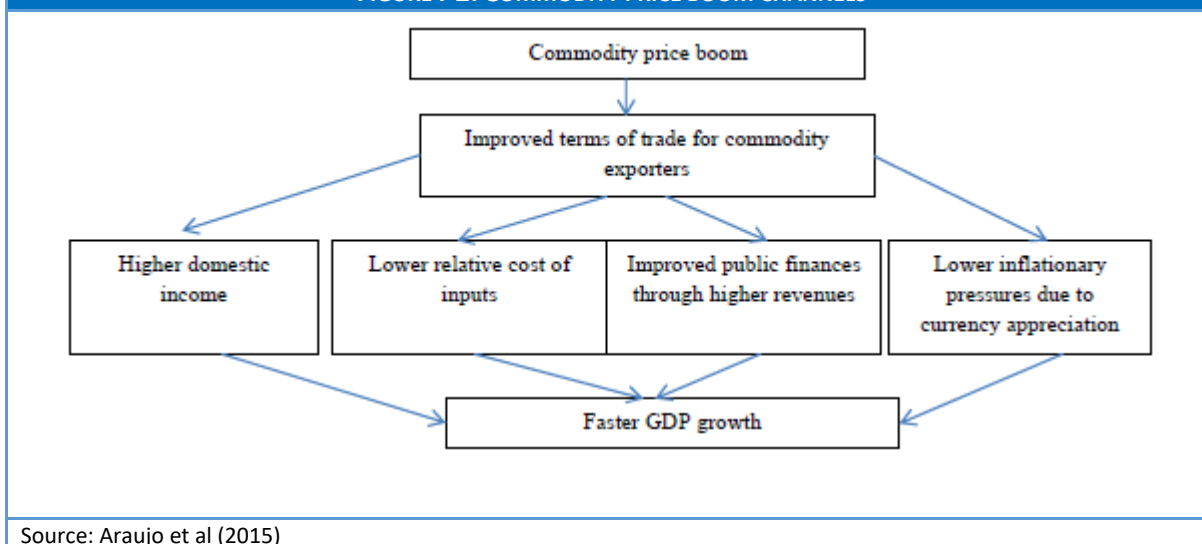 Commodity price boom
Improved terms of trade for commodity
exporters
Higher domestic
income
Lower relative cost of
inputs
Improved public finances
through higher revenues
Lower inflationary
pressures due to
currency appreciation
Faster GDP growth
Source: Araujo et al (2015)